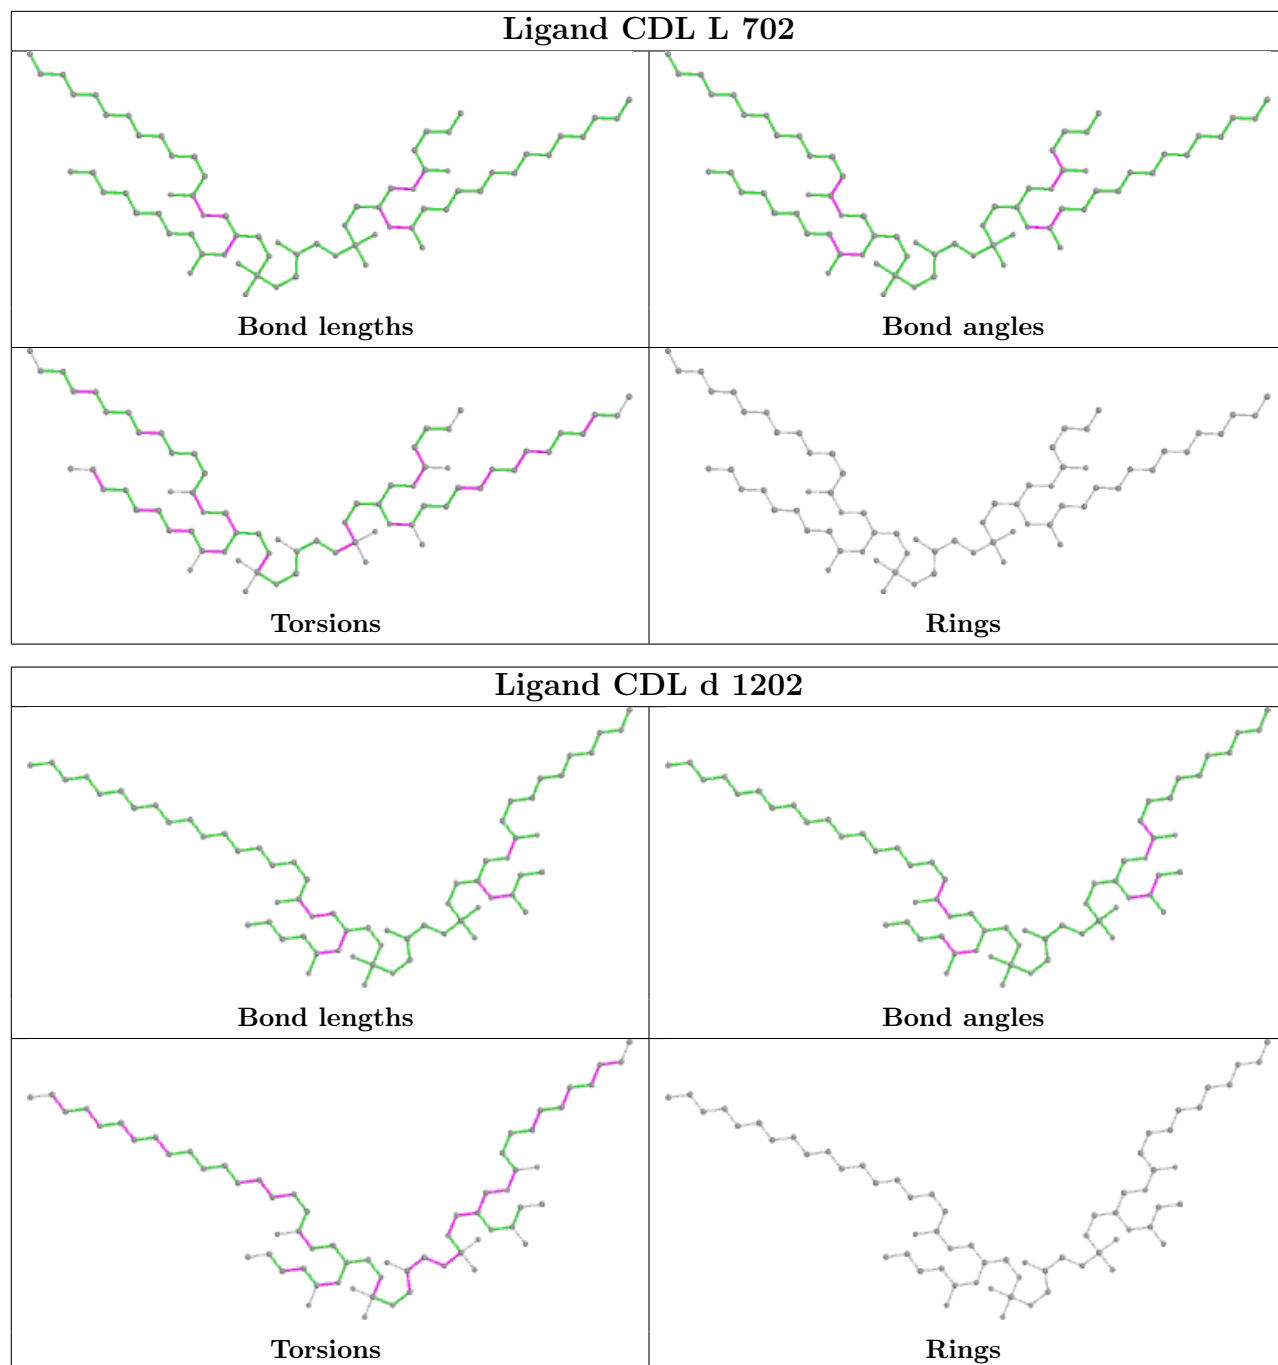 Ligand CDL L 702
Bond lengths
Bond angles
Torsions
Rings
Ligand CDL d 1202
Bond lengths
Bond angles
Torsions
Rings